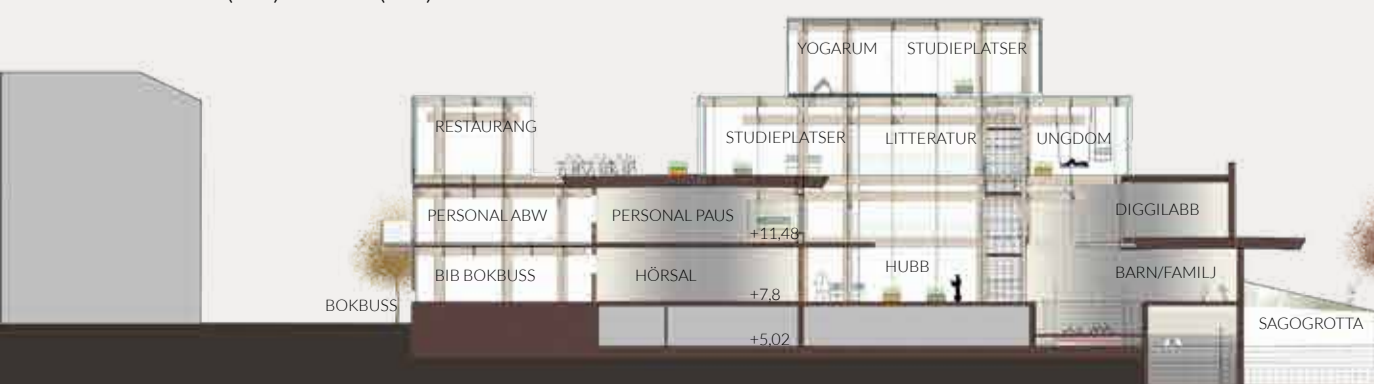 YOGARUM STUDIEPLATSER
RESTAURANG STUDIEPLATSER LITTERATUR UNGDOM
PERSONAL ABW PERSONAL PAUS DIGGILABB
+11,48
BIB BOKBUSS HÖRSAL HUBB BARN/FAMILJ
+7,8
BOKBUSS
SAGOGROTTA
+5,02